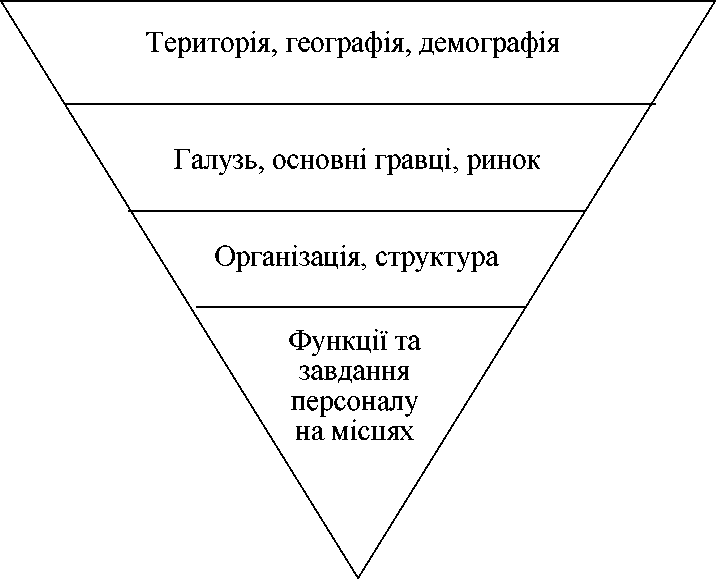 Територія, географія, демографія
Галузь, основні гравці, ринок
Організація, структура
Функції та
завдання
персоналу
на місцях